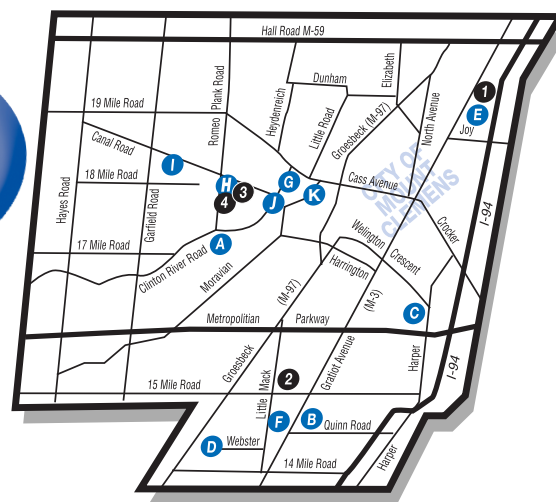 Hall Road M-59
Dunham
Elizabeth
Plank Road
Romeo
19 Mile Road
Heydenreich
Little Road
Groesbeck (M-97)
North Avenue
1
E
Joy
Canal Road
I
18 Mile Road
H
3
4
G
K
J
Cass Avenue
CITY OF
MOUNT
CLEMENS
Hayes Road
Garfield Road
17 Mile Road
Clinton River Road
A
Moravian
Welington
Crescent
Crocker
I-94
Harrington
(M-97)
(M-3)
C
Metropolitan Parkway
Groesbeck
Gratiot Avenue
Harper
I-94
15 Mile Road
Little Mack
2
F
B
Quinn Road
D
Webster
14 Mile Road
Harper